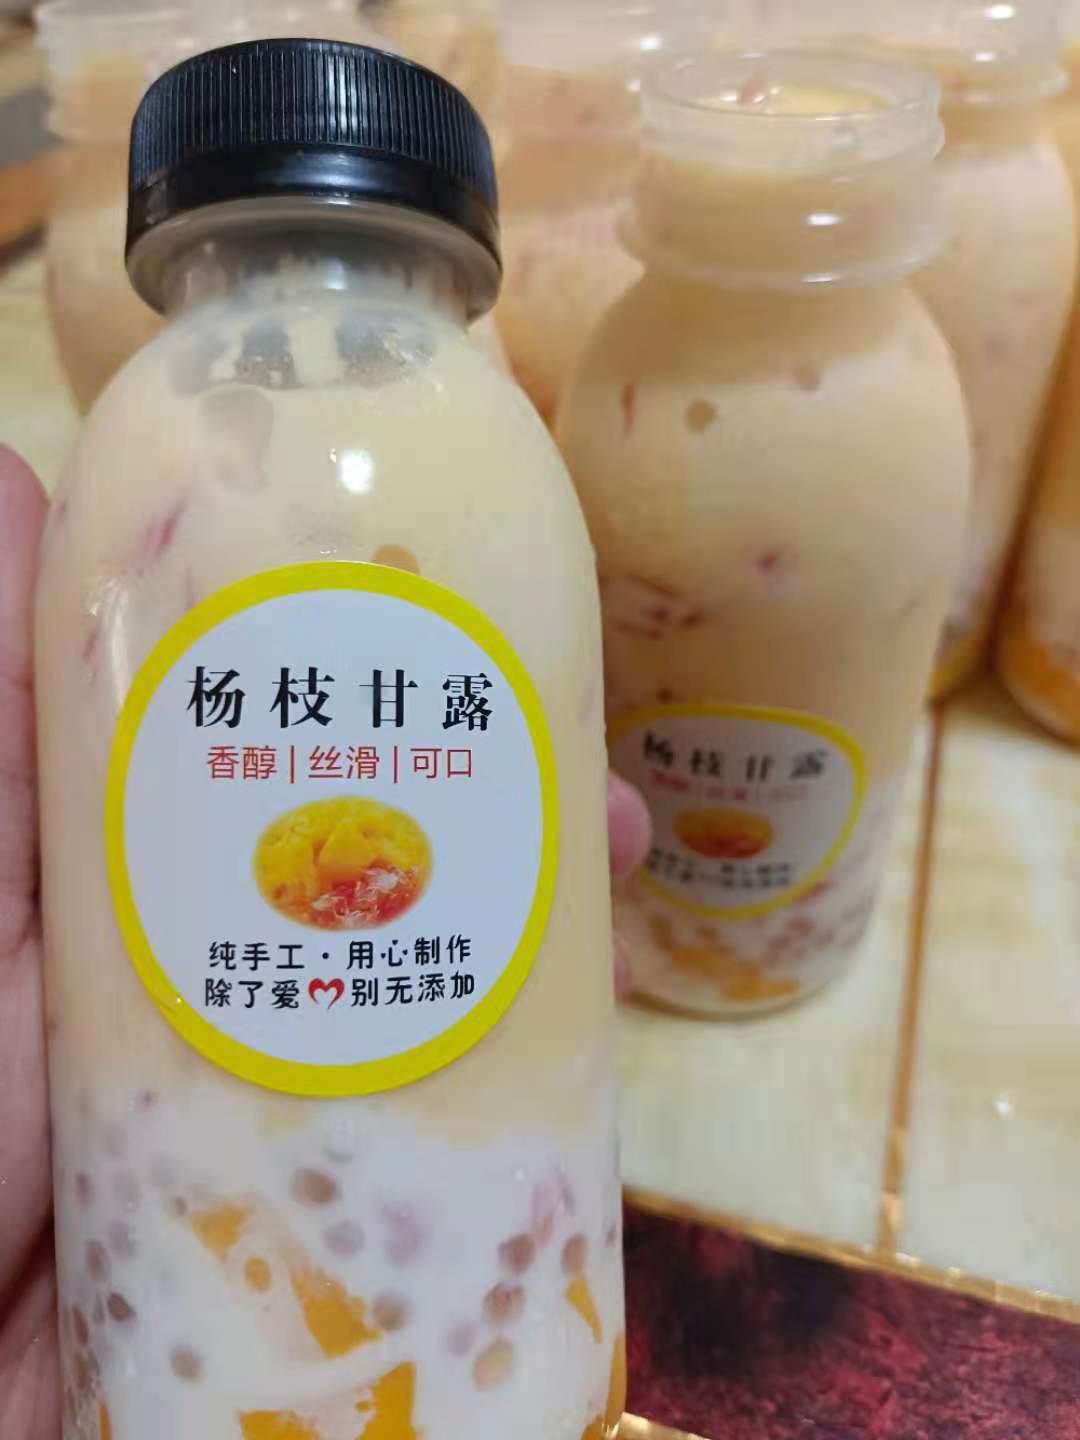 杨枝甘露
香醇|丝滑|可口
纯手工·用心制作
除了爱别无添加
杨枝甘露